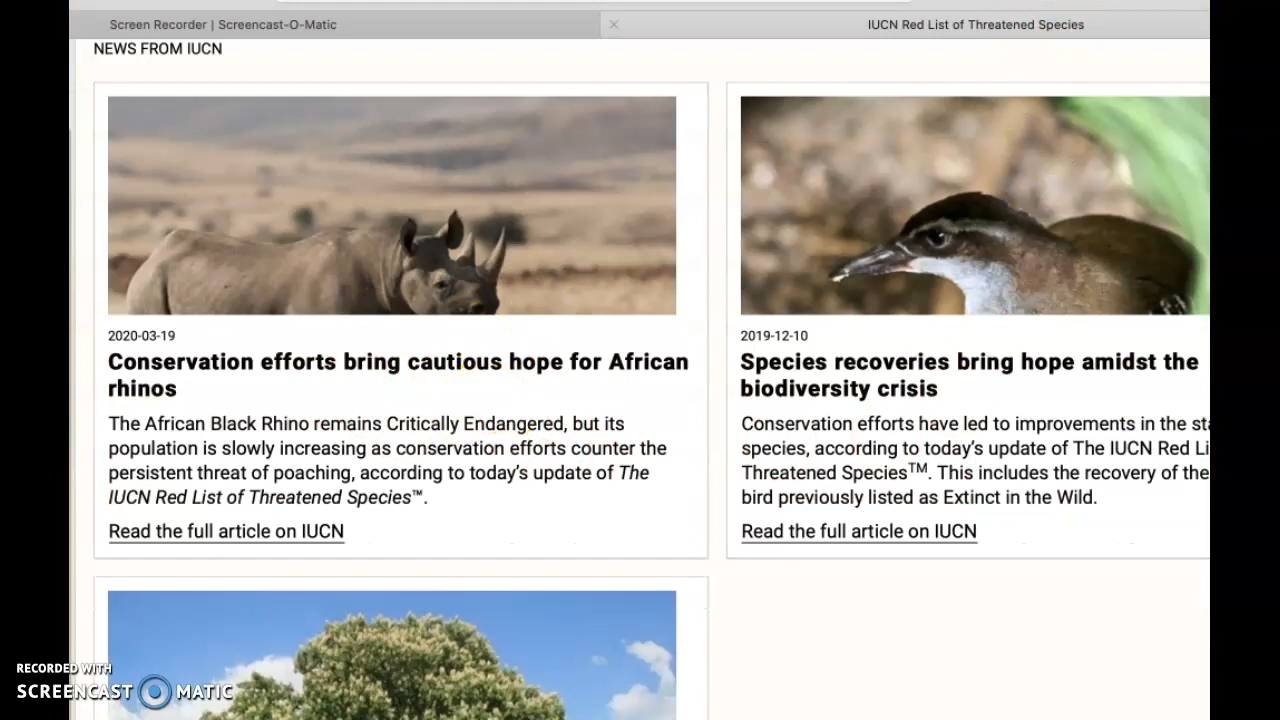 Screen Recorder | Screencast-O-Matic
IUCN Red List of Threatened Species
NEWS FROM IUCN
2020-03-19
Conservation efforts bring cautious hope for African
rhinos
The African Black Rhino remains Critically Endangered, but its
population is slowly increasing as conservation efforts counter the
persistent threat of poaching, according to today’s update of The
IUCN Red List of Threatened Species™.
Read the full article on IUCN
2019-12-10
Species recoveries bring hope amidst the
biodiversity crisis
Conservation efforts have led to improvements in the
species, according to today’s update of The IUCN Red
Threatened Species™. This includes the recovery of the
bird previously listed as Extinct in the Wild.
Read the full article on IUCN
RECORDED WITH
SCREENCAST O MATIC